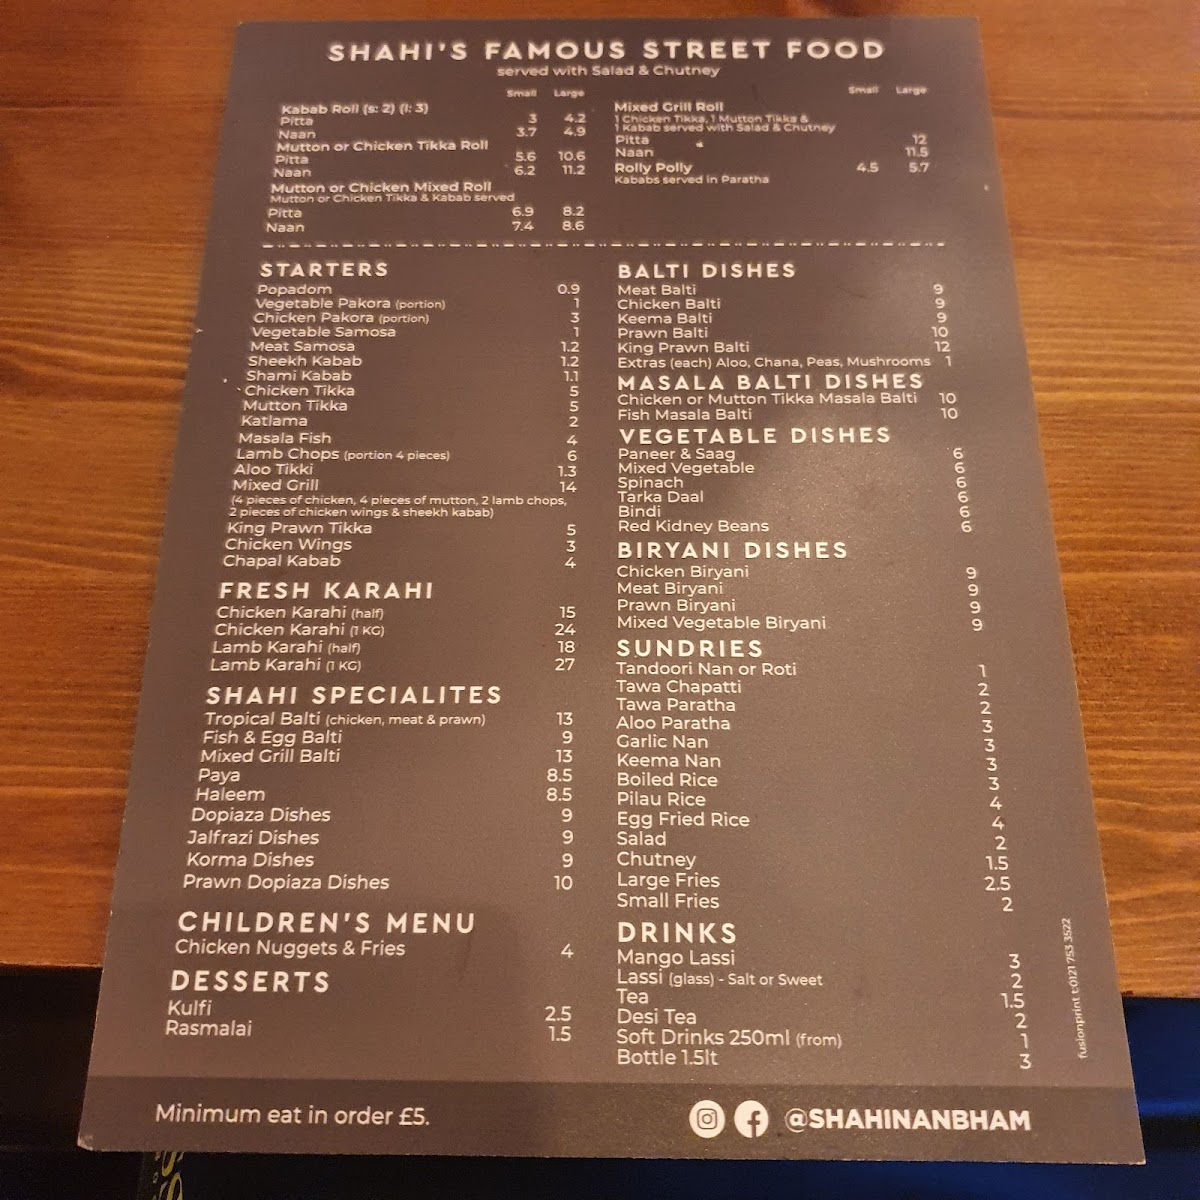 SHAHI'S FAMOUS STREET FOOD
served with Salad & Chutney
Small Large
Kabab Roll (s: 2) (l: 3)
Pitta 3 4.2
Naan 3.7 4.9
Mutton or Chicken Tikka Roll
Pitta 5.6 10.6
Naan 6.2 11.2
Mutton or Chicken Mixed Roll
Mutton or Chicken Tikka & Kabab served
Pitta 6.9 8.2
Naan 7.4 8.6
Small Large
Mixed Grill Roll
1 Chicken Tikka, 1 Mutton Tikka &
1 Kabab served with Salad & Chutney
Pitta 12
Naan 11.5
Rolly Polly 4.5 5.7
Kababs served in Paratha
STARTERS
Popadom 0.9
Vegetable Pakora (portion) 1
Chicken Pakora (portion) 3
Vegetable Samosa 1
Meat Samosa 1.2
Sheekh Kabab 1.2
Shami Kabab 1.1
Chicken Tikka 5
Mutton Tikka 5
Katlama 2
Masala Fish 4
Lamb Chops (portion 4 pieces) 6
Aloo Tikki 1.3
Mixed Grill 14
(4 pieces of chicken, 4 pieces of mutton, 2 lamb chops,
2 pieces of chicken wings & sheekh kabab)
King Prawn Tikka 5
Chicken Wings 3
Chapal Kabab 4
FRESH KARAHI
Chicken Karahi (half) 15
Chicken Karahi (1 KG) 24
Lamb Karahi (half) 18
Lamb Karahi (1 KG) 27
SHAHI SPECIALITES
Tropical Balti (chicken, meat & prawn) 13
Fish & Egg Balti 9
Mixed Grill Balti 13
Paya 8.5
Haleem 8.5
Dopiaza Dishes 9
Jalfrazi Dishes 9
Korma Dishes 9
Prawn Dopiaza Dishes 10
CHILDREN'S MENU
Chicken Nuggets & Fries 4
DESSERTS
Kulfi 2.5
Rasmalai 1.5
BALTI DISHES
Meat Balti 9
Chicken Balti 9
Keema Balti 9
Prawn Balti 10
King Prawn Balti 12
Extras (each) Aloo, Chana, Peas, Mushrooms 1
MASALA BALTI DISHES
Chicken or Mutton Tikka Masala Balti 10
Fish Masala Balti 10
VEGETABLE DISHES
Paneer & Saag 6
Mixed Vegetable 6
Spinach 6
Tarka Daal 6
Bindi 6
Red Kidney Beans 6
BIRYANI DISHES
Chicken Biryani 9
Meat Biryani 9
Prawn Biryani 9
Mixed Vegetable Biryani 9
SUNDRIES
Tandoori Nan or Roti 1
Tawa Chapatti 2
Tawa Paratha 2
Aloo Paratha 3
Garlic Nan 3
Keema Nan 3
Boiled Rice 3
Pilau Rice 4
Egg Fried Rice 4
Salad 2
Chutney 1.5
Large Fries 2.5
Small Fries 2
DRINKS
Mango Lassi 3
Lassi (glass) - Salt or Sweet 2
Tea 1.5
Desi Tea 2
Soft Drinks 250ml (from) 1
Bottle 1.5lt 3
fusionprint t:0121 753 3522
Minimum eat in order £5.
@SHAHINANBHAM